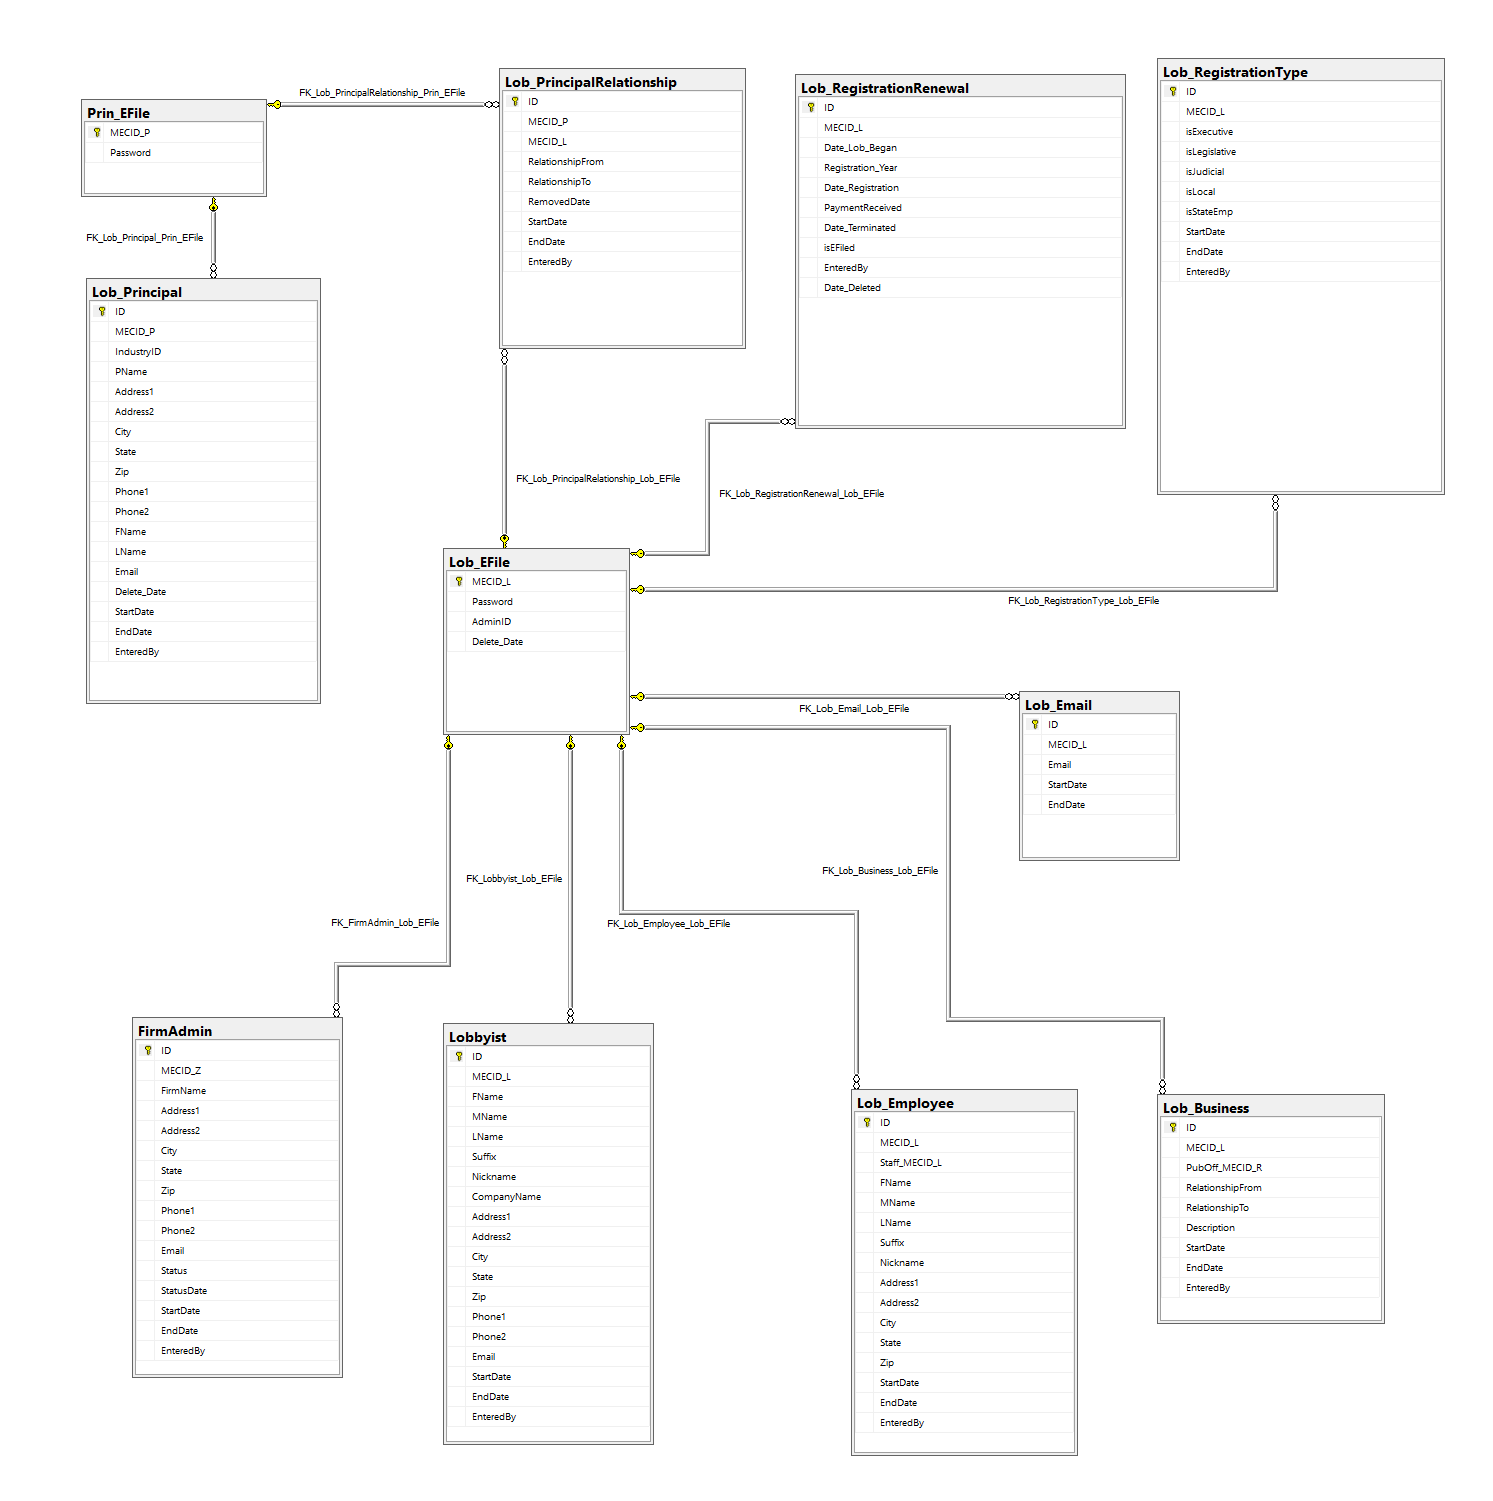 Prin_EFile
MECID_P
Password
FK_Lob_PrincipalRelationship_Prin_EFile
Lob_PrincipalRelationship
ID
MECID_P
MECID_L
RelationshipFrom
RelationshipTo
RemovedDate
StartDate
EndDate
EnteredBy
Lob_RegistrationRenewal
ID
MECID_L
Date_Lob_Began
Registration_Year
Date_Registration
PaymentReceived
Date_Terminated
isEFiled
EnteredBy
Date_Deleted
Lob_RegistrationType
ID
MECID_L
isExecutive
isLegislative
isJudicial
isLocal
isStateEmp
StartDate
EndDate
EnteredBy
FK_Lob_Principal_Prin_EFile
Lob_Principal
ID
MECID_P
IndustryID
PName
Address1
Address2
City
State
Zip
Phone1
Phone2
FName
LName
Email
Delete_Date
StartDate
EndDate
EnteredBy
FK_Lob_PrincipalRelationship_Lob_EFile
FK_Lob_RegistrationRenewal_Lob_EFile
FK_Lob_RegistrationType_Lob_EFile
Lob_EFile
MECID_L
Password
AdminID
Delete_Date
FK_Lob_Email_Lob_EFile
Lob_Email
ID
MECID_L
Email
StartDate
EndDate
FK_Lob_Business_Lob_EFile
FK_Lobbyist_Lob_EFile
FK_FirmAdmin_Lob_EFile
FK_Lob_Employee_Lob_EFile
FirmAdmin
ID
MECID_Z
FirmName
Address1
Address2
City
State
Zip
Phone1
Phone2
Email
Status
StatusDate
StartDate
EndDate
EnteredBy
Lobbyist
ID
MECID_L
FName
MName
LName
Suffix
Nickname
CompanyName
Address1
Address2
City
State
Zip
Phone1
Phone2
Email
StartDate
EndDate
EnteredBy
Lob_Employee
ID
MECID_L
Staff_MECID_L
FName
MName
LName
Suffix
Nickname
Address1
Address2
City
State
Zip
StartDate
EndDate
EnteredBy
Lob_Business
ID
MECID_L
PubOff_MECID_R
RelationshipFrom
RelationshipTo
Description
StartDate
EndDate
EnteredBy